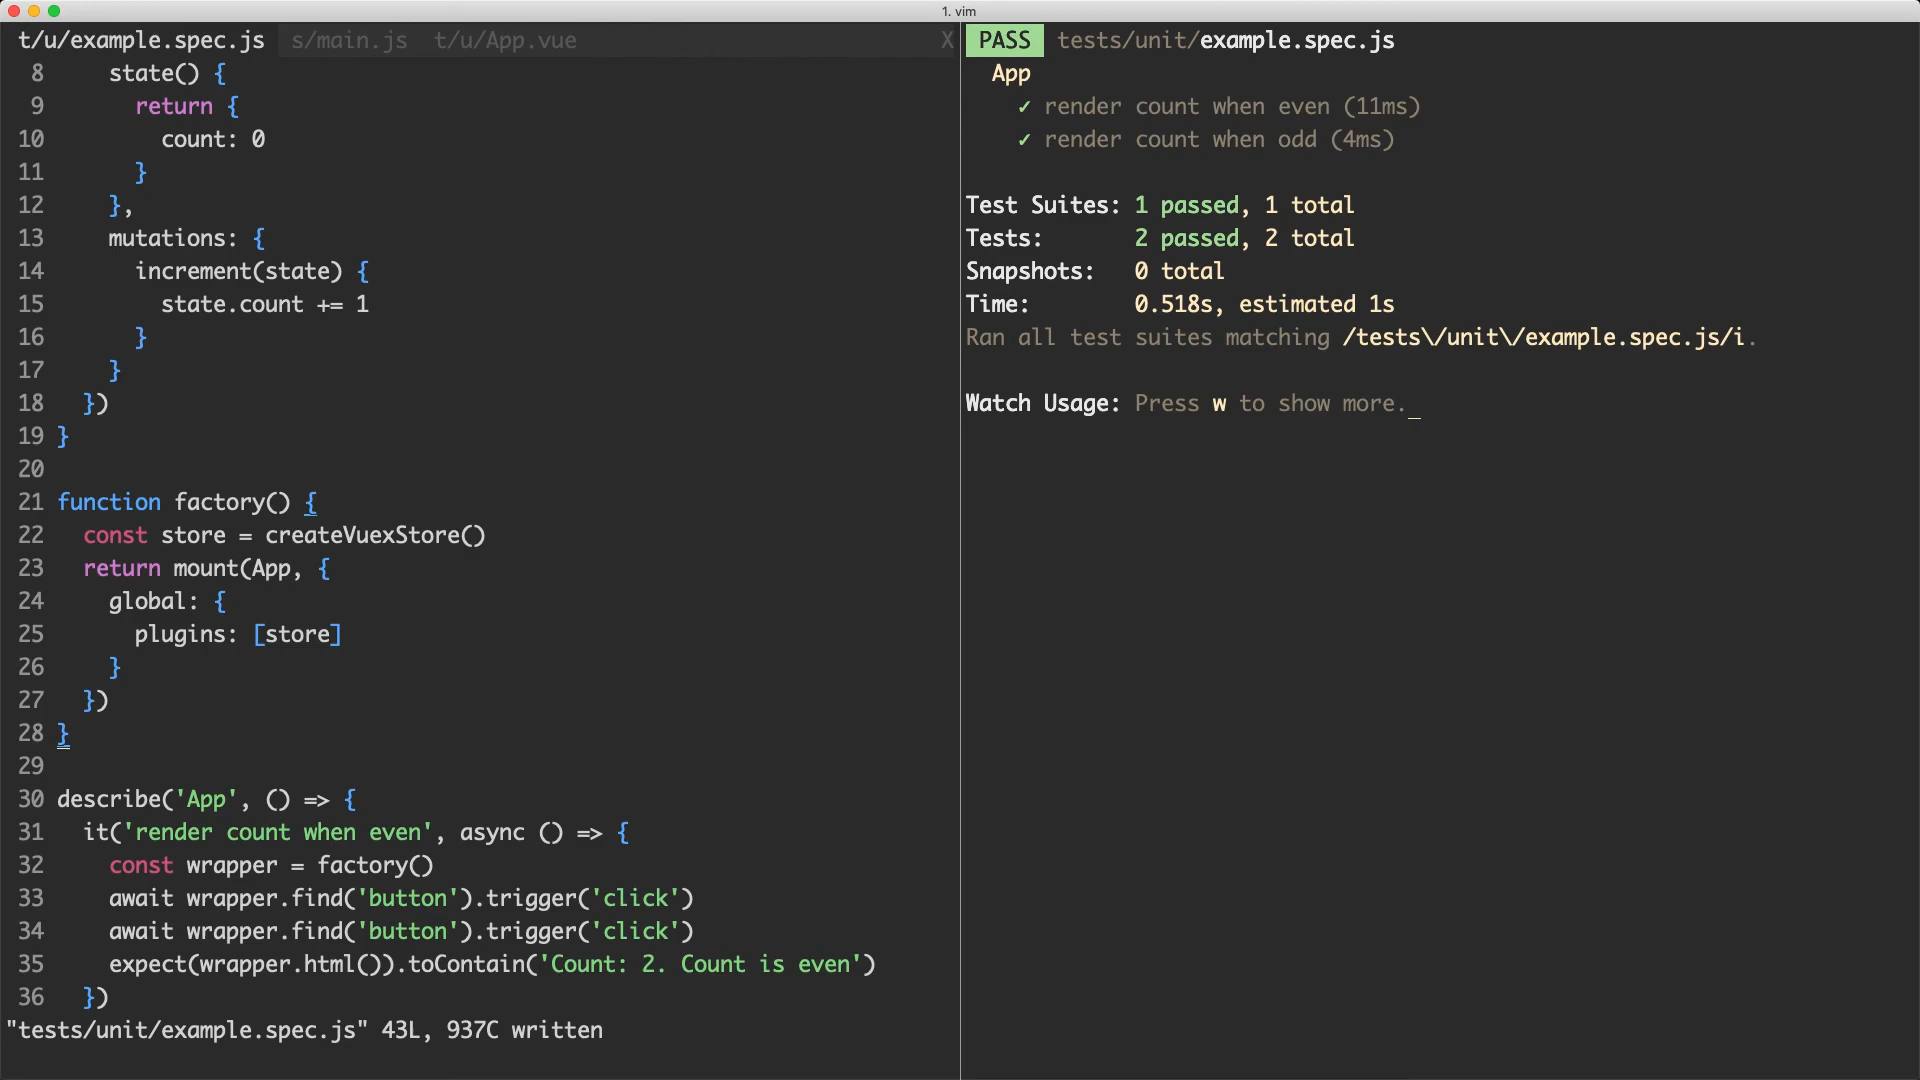 1. vim
t/u/example.spec.js  s/main.js  t/u/App.vue  X
8     state() {
9       return {
10         count: 0
11       }
12     },
13     mutations: {
14       increment(state) {
15         state.count += 1
16       }
17     }
18   })
19 }
20
21 function factory() {
22   const store = createVuexStore()
23   return mount(App, {
24     global: {
25       plugins: [store]
26     }
27   })
28 }
29
30 describe('App', () => {
31   it('render count when even', async () => {
32     const wrapper = factory()
33     await wrapper.find('button').trigger('click')
34     await wrapper.find('button').trigger('click')
35     expect(wrapper.html()).toContain('Count: 2. Count is even')
36   })
"tests/unit/example.spec.js" 43L, 937C written
PASS  tests/unit/example.spec.js
  App
    ✓ render count when even (11ms)
    ✓ render count when odd (4ms)
Test Suites: 1 passed, 1 total
Tests:       2 passed, 2 total
Snapshots:   0 total
Time:        0.518s, estimated 1s
Ran all test suites matching /tests\/unit\/example.spec.js/i.
Watch Usage: Press w to show more._